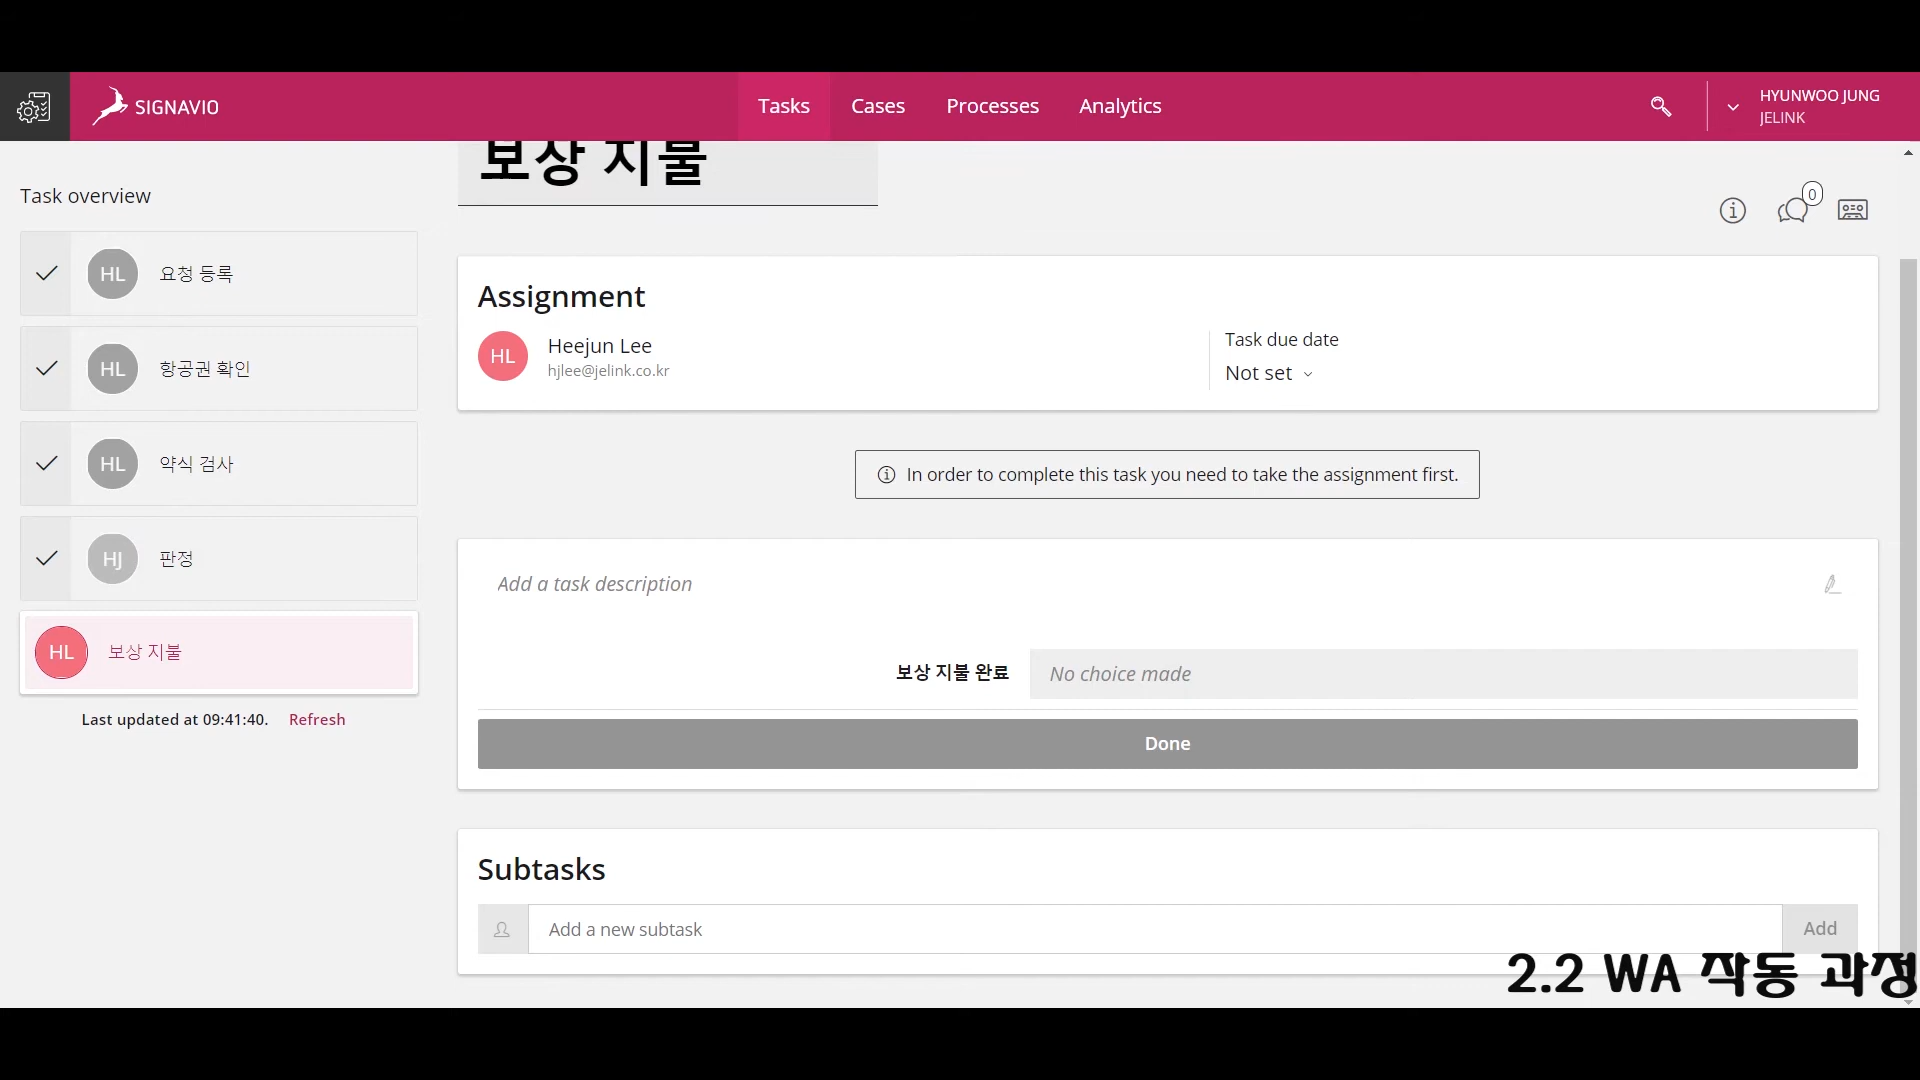 SIGNAVIO
Tasks
Cases
Processes
Analytics
HYUNWOO JUNG
JELINK
보상 지불
Task overview
0
HL 요청 등록
HL 항공권 확인
HL 약식 검사
HJ 판정
HL 보상 지불
Last updated at 09:41:40. Refresh
Assignment
HL
Heejun Lee
hjlee@jelink.co.kr
Task due date
Not set
In order to complete this task you need to take the assignment first.
Add a task description
보상 지불 완료
No choice made
Done
Subtasks
Add a new subtask
Add
2.2 WA 작동 과정